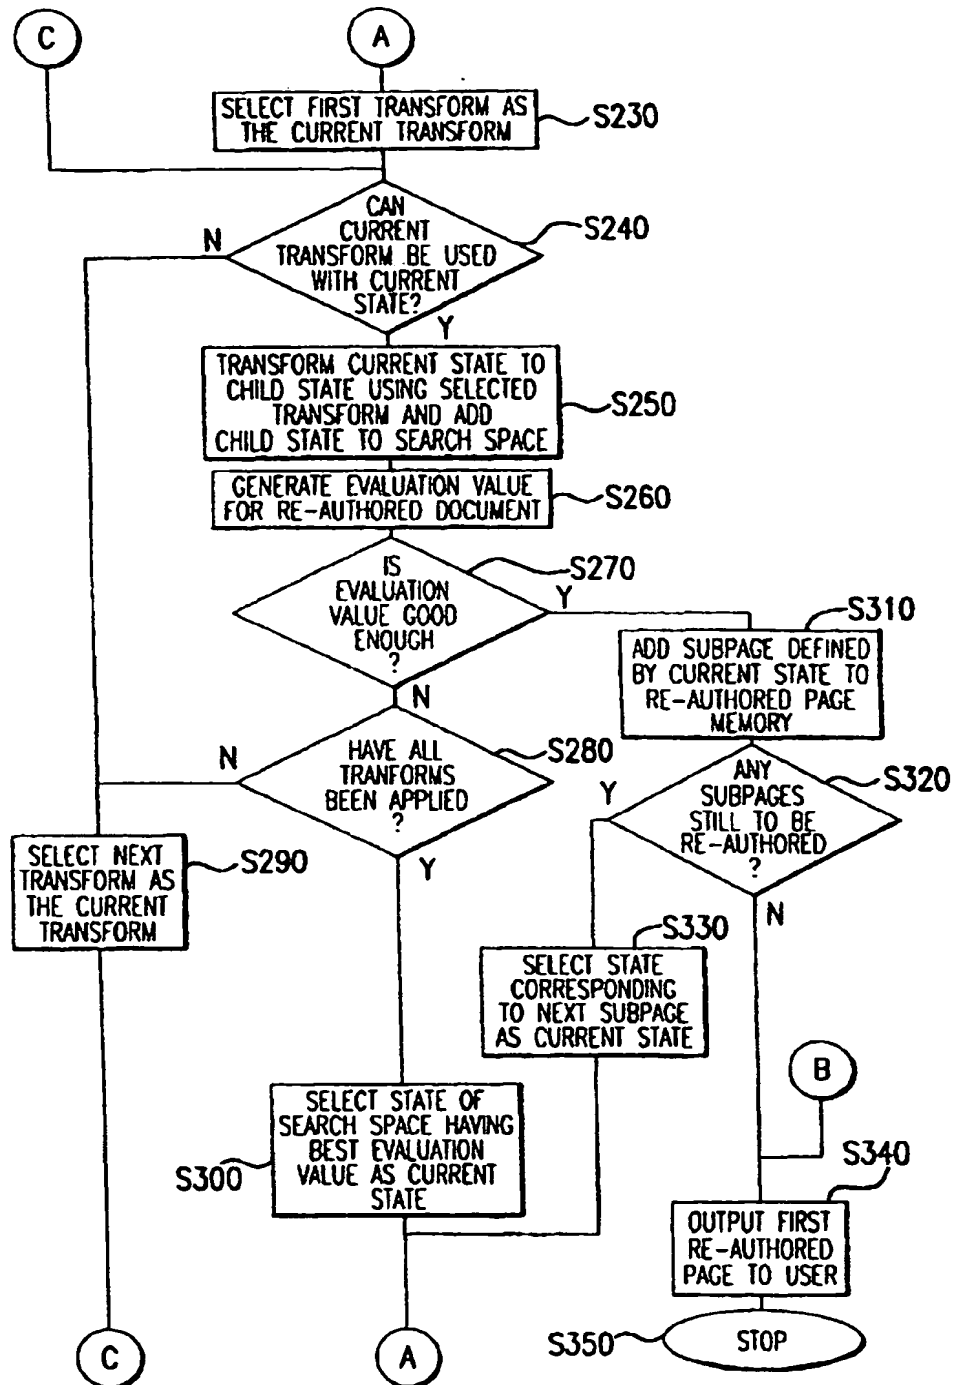 C
A
SELECT FIRST TRANSFORM AS
THE CURRENT TRANSFORM
S230
CAN
CURRENT
TRANSFORM BE USED
WITH CURRENT
STATE?
S240
N
Y
TRANSFORM CURRENT STATE TO
CHILD STATE USING SELECTED
TRANSFORM AND ADD
CHILD STATE TO SEARCH SPACE
S250
GENERATE EVALUATION VALUE
FOR RE-AUTHORED DOCUMENT
S260
IS
EVALUATION
VALUE GOOD
ENOUGH
?
S270
Y
N
ADD SUBPAGE DEFINED
BY CURRENT STATE TO
RE-AUTHORED PAGE
MEMORY
S310
HAVE ALL
TRANFORMS
BEEN APPLIED
?
S280
N
Y
ANY
SUBPAGES
STILL TO BE
RE-AUTHORED
?
S320
Y
N
SELECT NEXT
TRANSFORM AS
THE CURRENT
TRANSFORM
S290
SELECT STATE
CORRESPONDING
TO NEXT SUBPAGE
AS CURRENT STATE
S330
B
SELECT STATE OF
SEARCH SPACE HAVING
BEST EVALUATION
VALUE AS CURRENT
STATE
S300
S340
OUTPUT FIRST
RE-AUTHORED
PAGE TO USER
S350
STOP
C
A